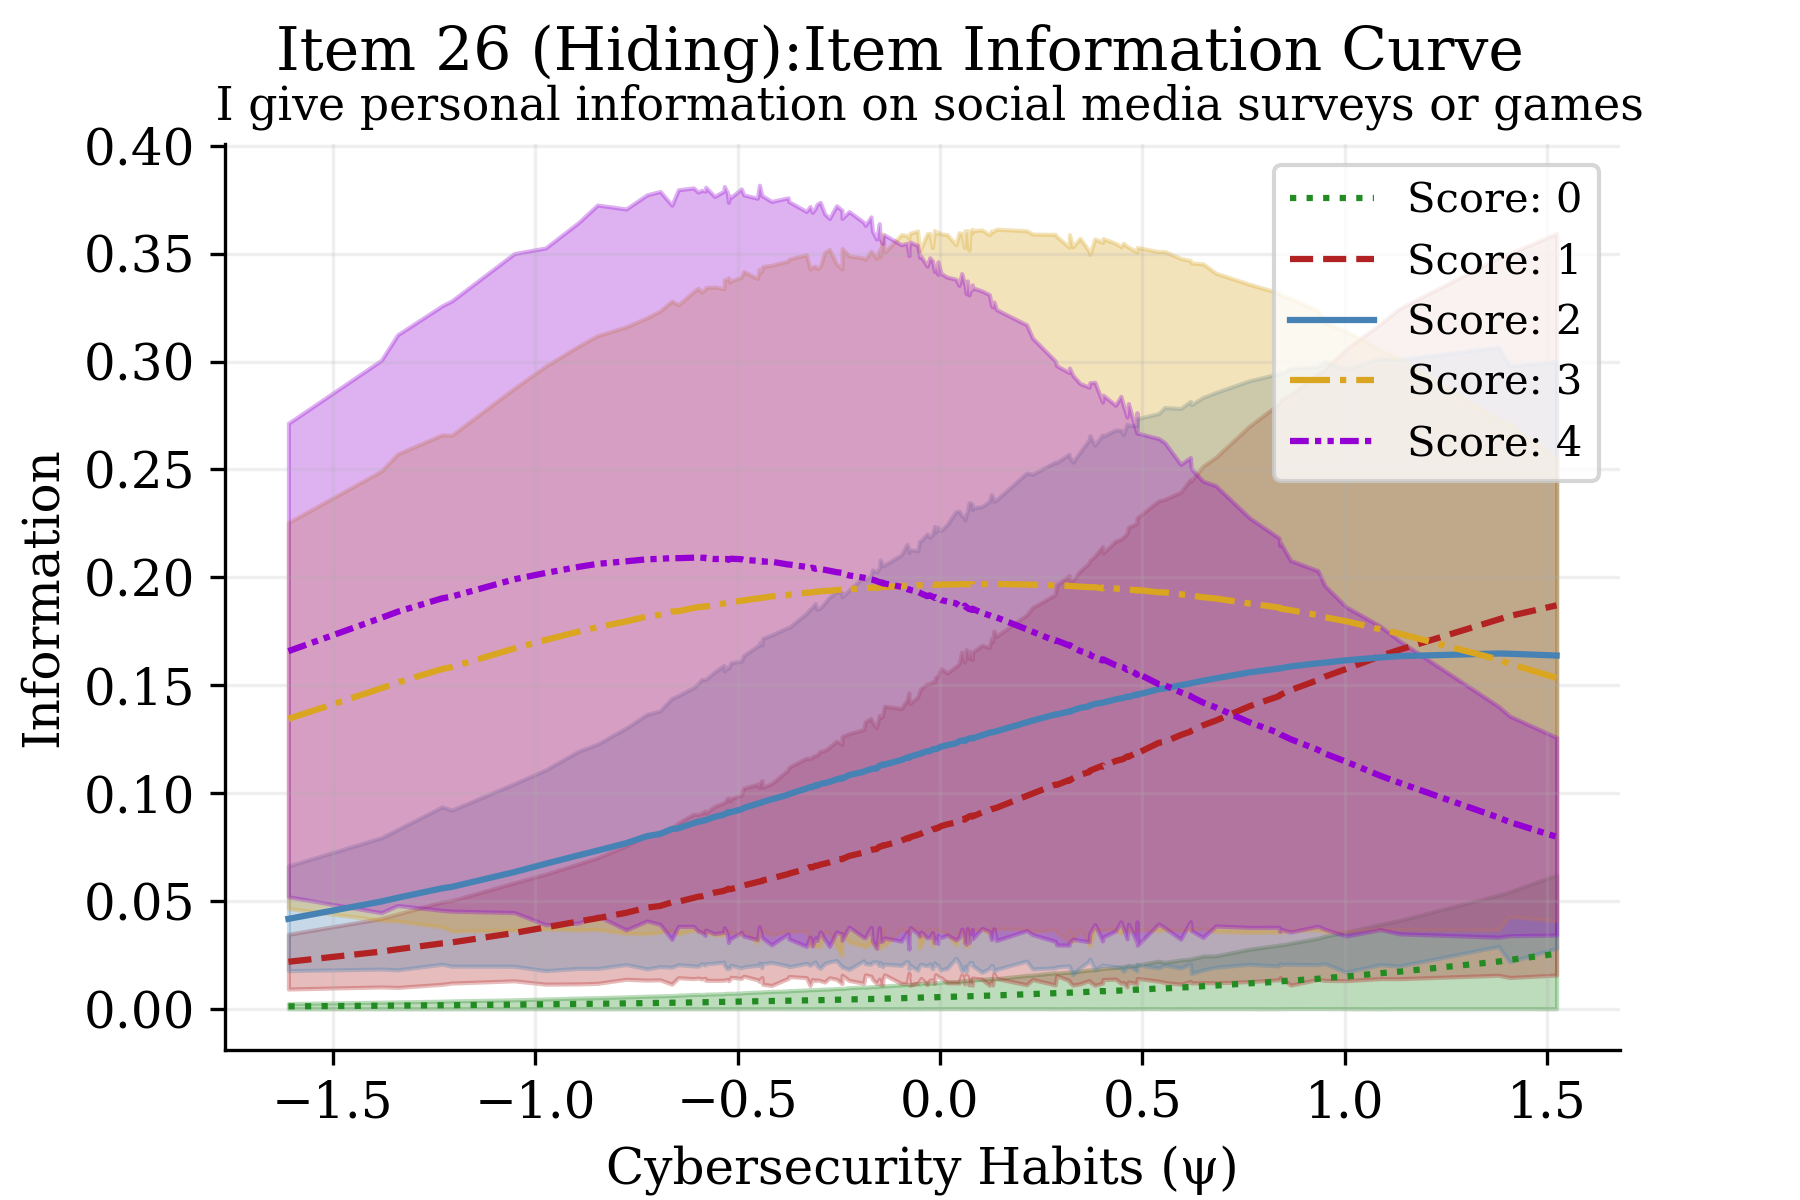 Item 26 (Hiding):Item Information Curve
I give personal information on social media surveys or games
0.40
0.35
0.30
0.25
0.20
0.15
0.10
0.05
0.00
Information
Score: 0
Score: 1
Score: 2
Score: 3
Score: 4
−1.5 −1.0 −0.5 0.0 0.5 1.0 1.5
Cybersecurity Habits (ψ)